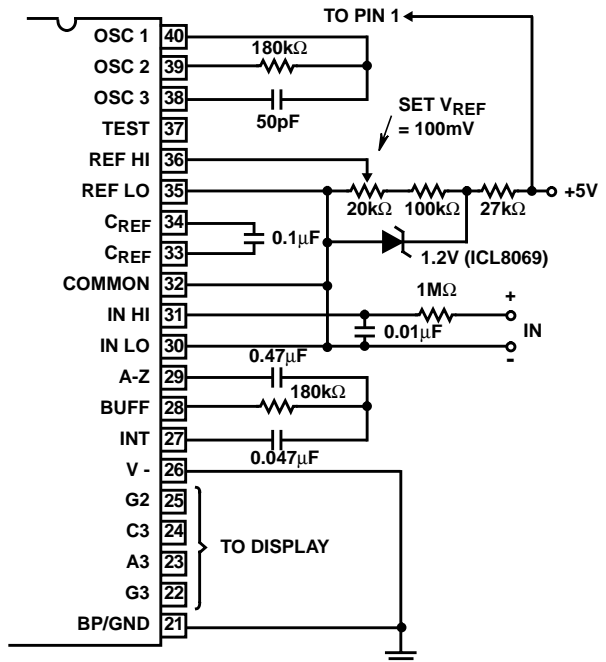 TO PIN 1
OSC 1 40
180kΩ
OSC 2 39
OSC 3 38
50pF
TEST 37
SET VREF
= 100mV
REF HI 36
REF LO 35
20kΩ 100kΩ 27kΩ
+5V
CREF 34
0.1μF
CREF 33
1.2V (ICL8069)
COMMON 32
1MΩ
IN HI 31
+
0.01μF
IN
IN LO 30
-
0.47μF
A-Z 29
180kΩ
BUFF 28
INT 27
0.047μF
V - 26
G2 25
C3 24
TO DISPLAY
A3 23
G3 22
BP/GND 21